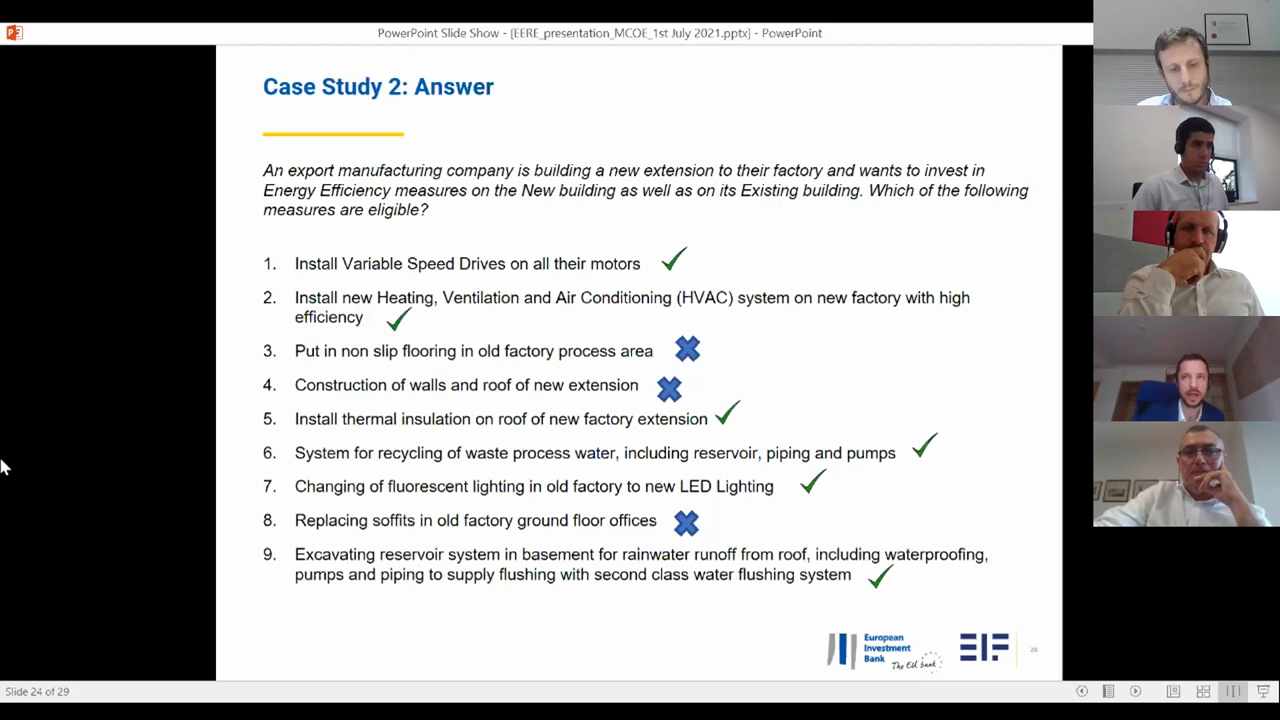 PowerPoint Slide Show - [EERE_presentation_MCOE_1st July 2021.pptx] - PowerPoint
Case Study 2: Answer
An export manufacturing company is building a new extension to their factory and wants to invest in
Energy Efficiency measures on the New building as well as on its Existing building. Which of the following
measures are eligible?
1. Install Variable Speed Drives on all their motors
2. Install new Heating, Ventilation and Air Conditioning (HVAC) system on new factory with high
efficiency
3. Put in non slip flooring in old factory process area
4. Construction of walls and roof of new extension
5. Install thermal insulation on roof of new factory extension
6. System for recycling of waste process water, including reservoir, piping and pumps
7. Changing of fluorescent lighting in old factory to new LED Lighting
8. Replacing soffits in old factory ground floor offices
9. Excavating reservoir system in basement for rainwater runoff from roof, including waterproofing,
pumps and piping to supply flushing with second class water flushing system
European
Investment
Bank
The EU bank
EIF
24
Slide 24 of 29